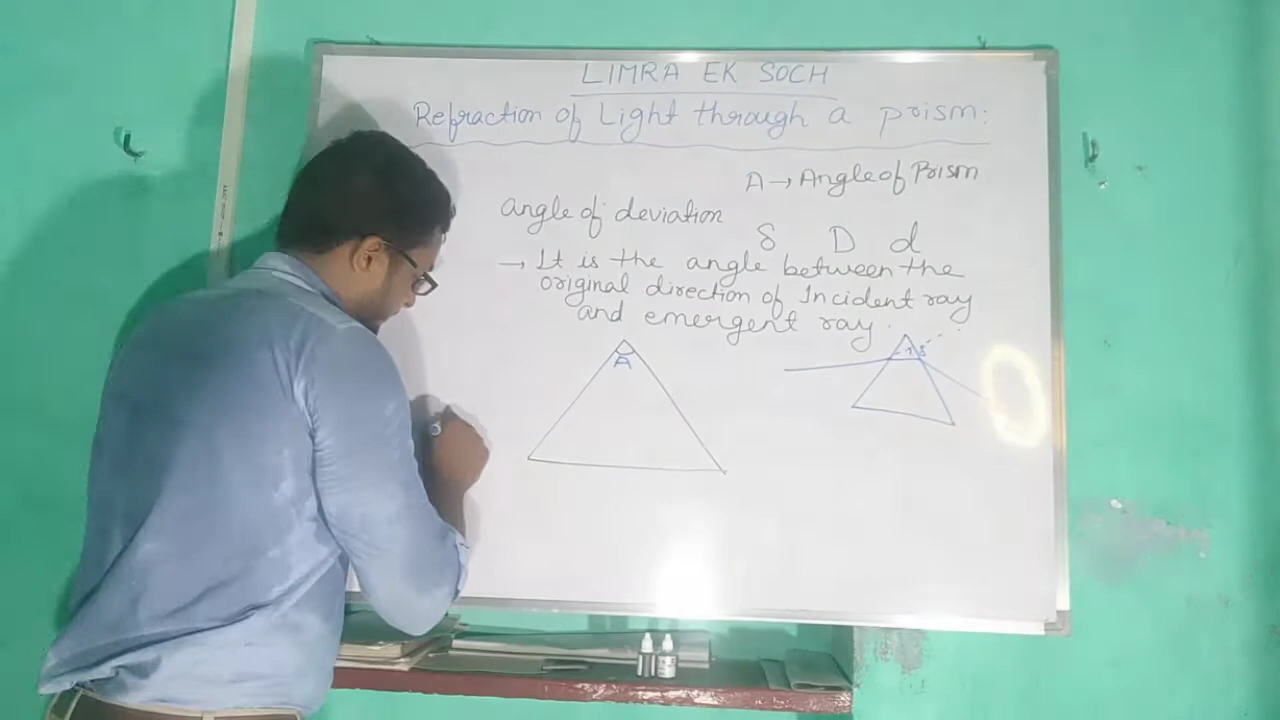 LIMRA EK SOCH
Refraction of Light through a prism:
A → Angle of Prism
Angle of deviation
δ D d
→ It is the angle between the
original direction of Incident ray
and emergent ray.
A
δ